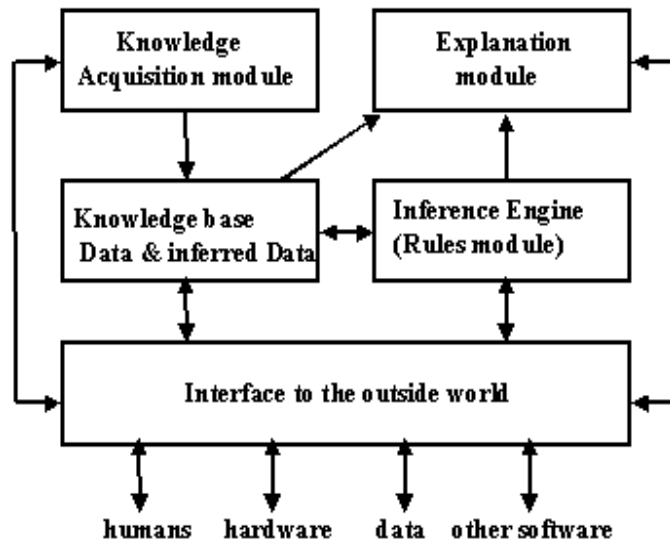 Knowledge
Acquisition module
Explanation
module
Knowledge base
Data & inferred Data
Inference Engine
(Rules module)
Interface to the outside world
humans hardware data other software